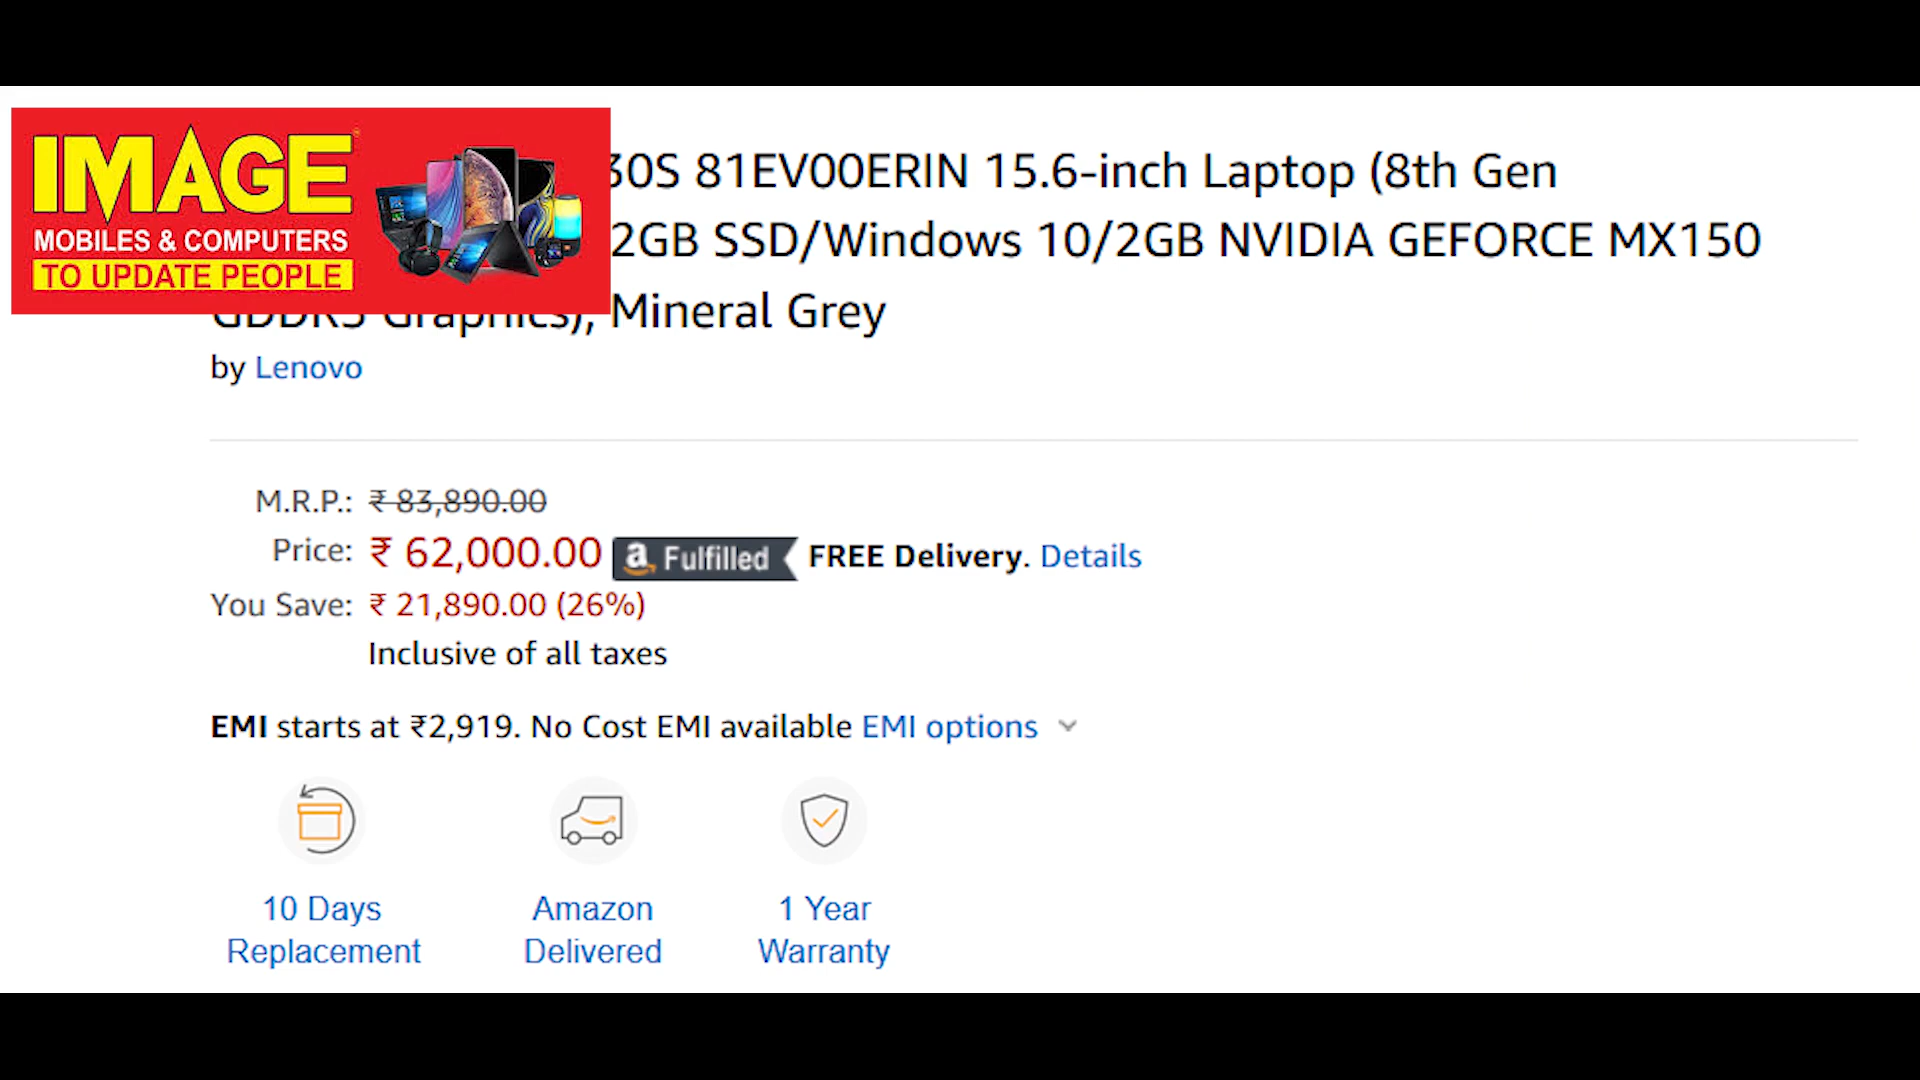 IMAGE
MOBILES & COMPUTERS
TO UPDATE PEOPLE
30S 81EV00ERIN 15.6-inch Laptop (8th Gen
2GB SSD/Windows 10/2GB NVIDIA GEFORCE MX150
GDDR5 Graphics), Mineral Grey
by Lenovo
M.R.P.: ₹ 83,890.00
Price: ₹ 62,000.00 a Fulfilled FREE Delivery. Details
You Save: ₹ 21,890.00 (26%)
Inclusive of all taxes
EMI starts at ₹2,919. No Cost EMI available EMI options
10 Days Replacement
Amazon Delivered
1 Year Warranty